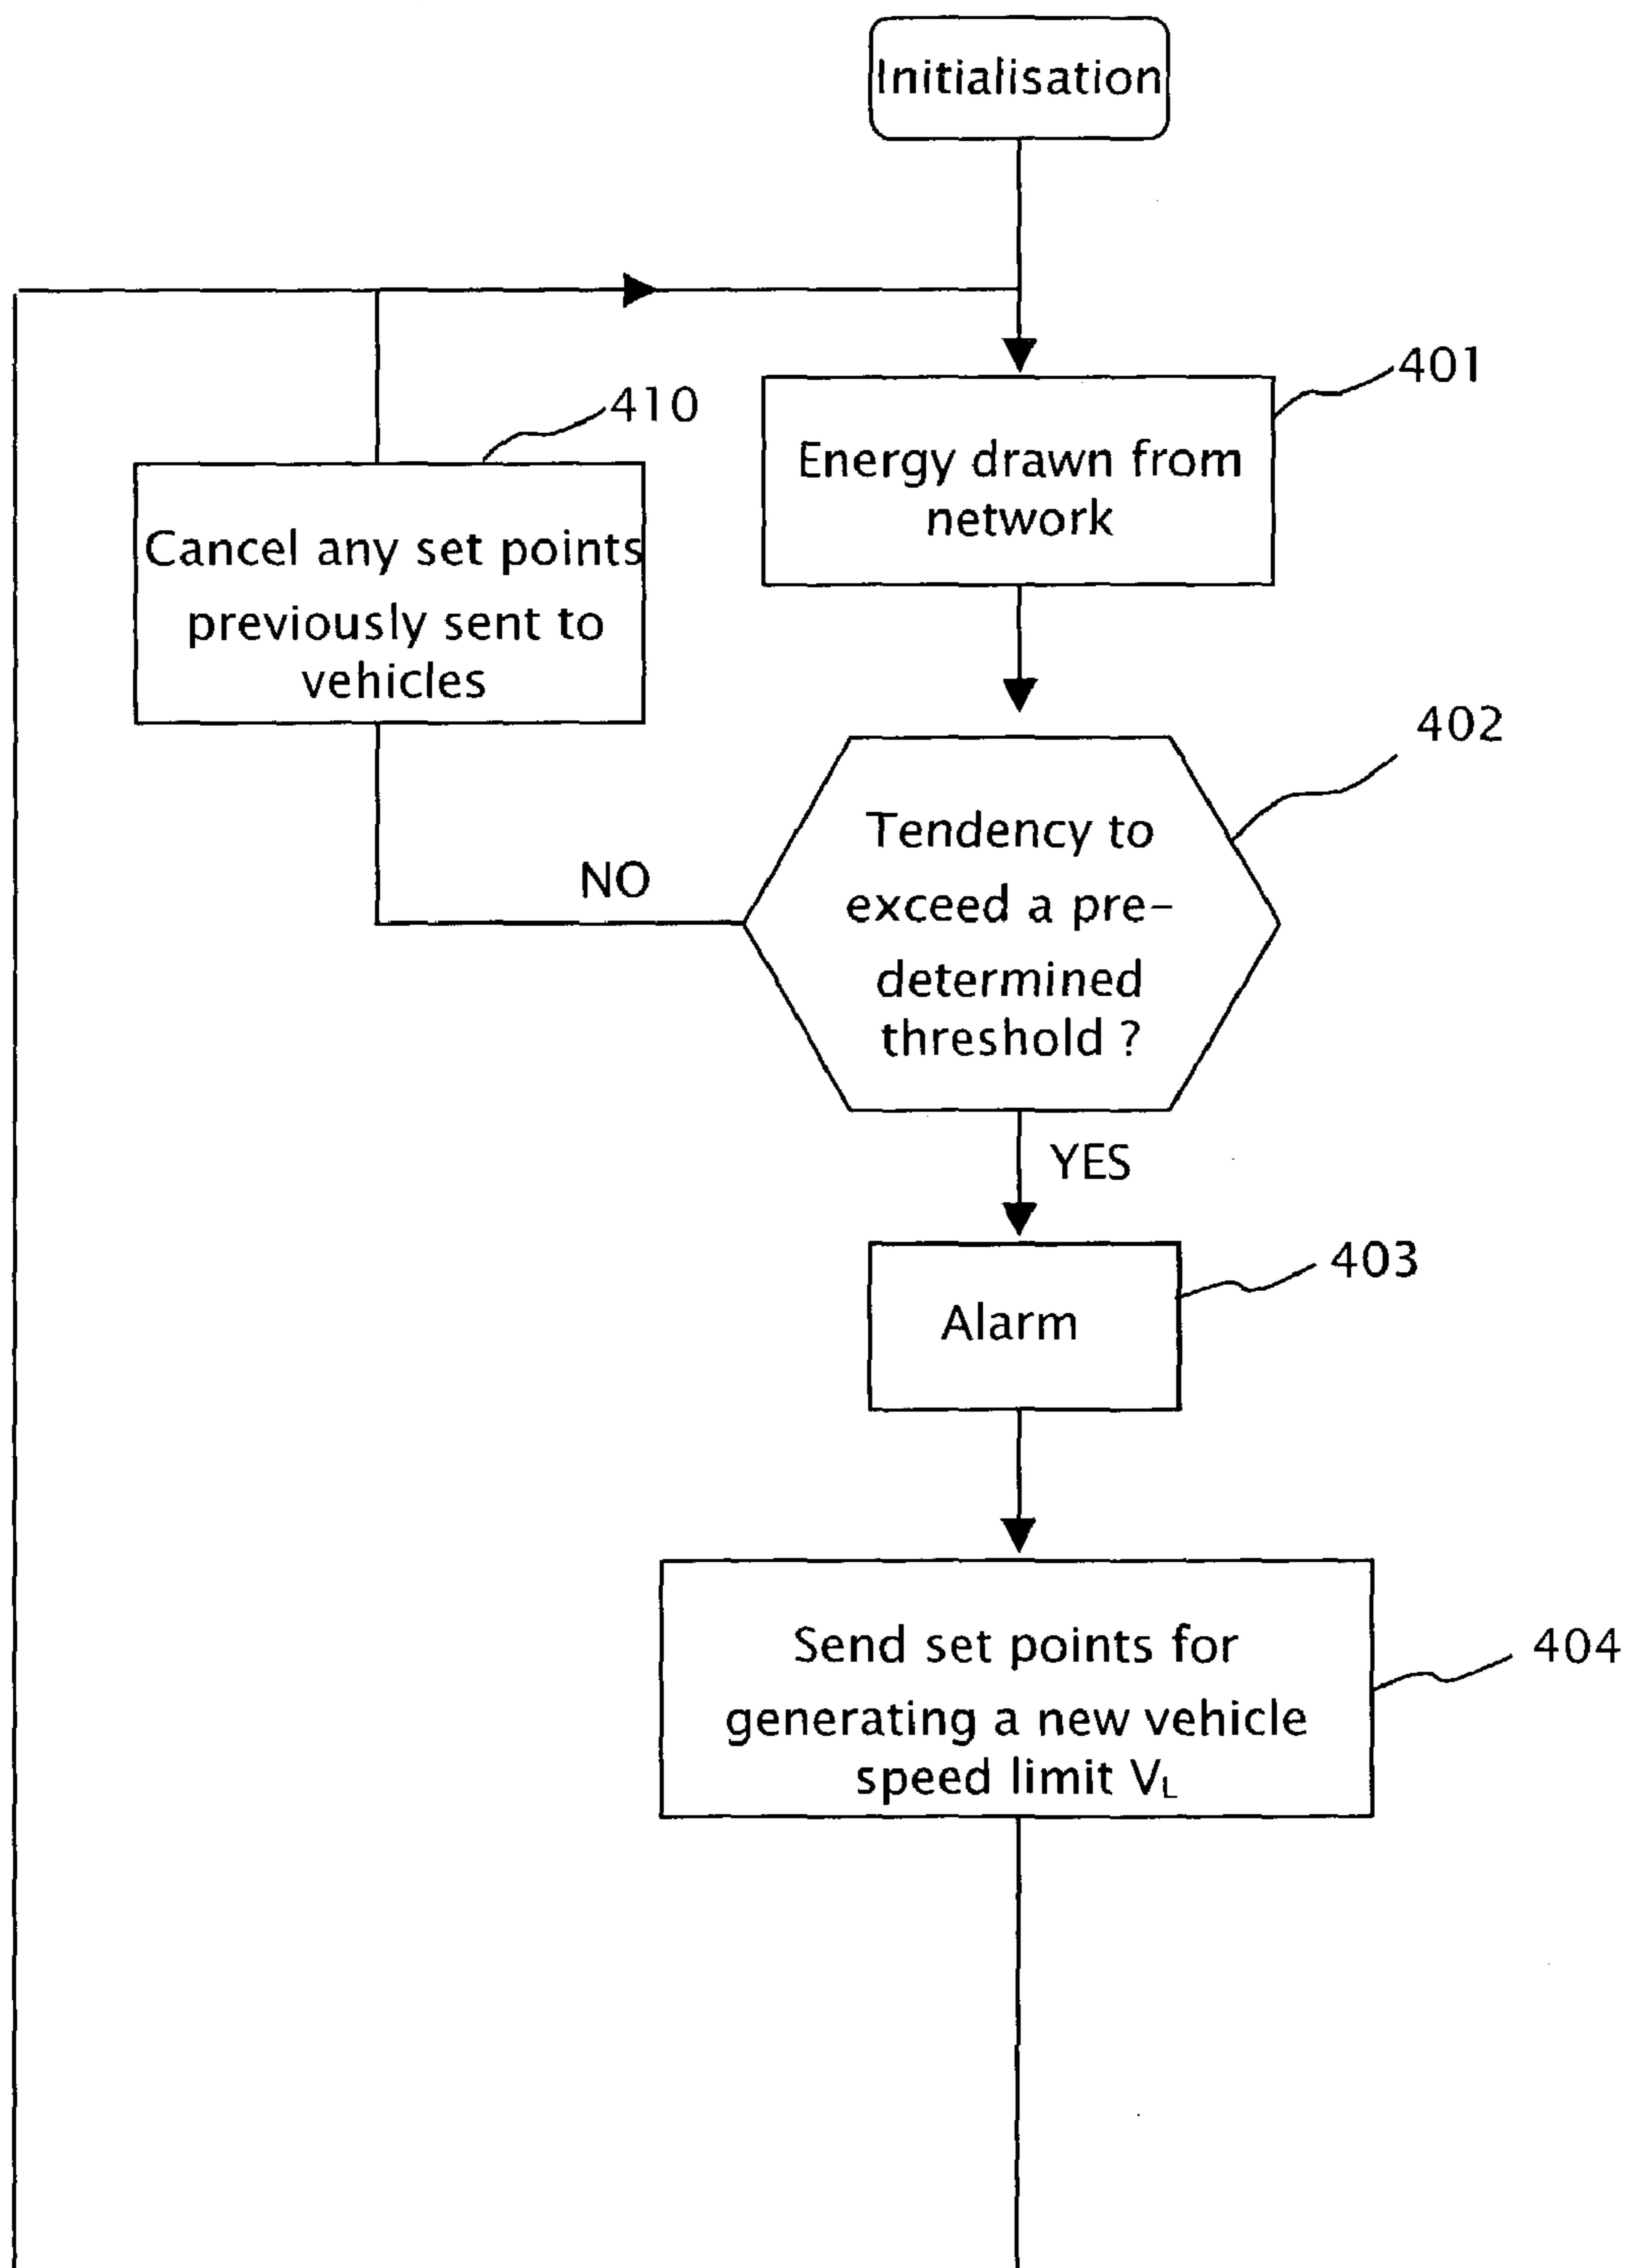 Initialisation
401
Energy drawn from
network
410
Cancel any set points
previously sent to
vehicles
402
Tendency to
exceed a pre-
determined
threshold ?
NO
YES
403
Alarm
404
Send set points for
generating a new vehicle
speed limit VL